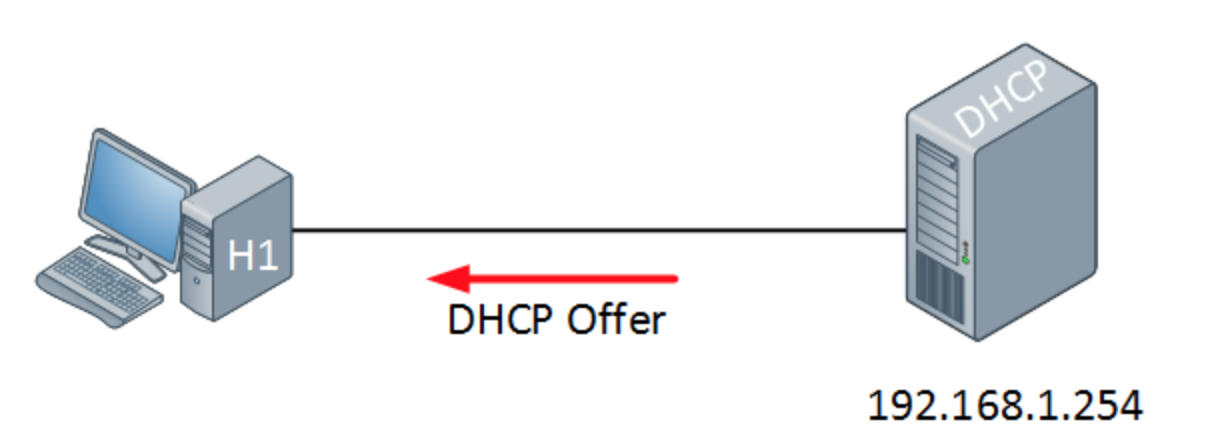 DHCP
H1
DHCP Offer
192.168.1.254